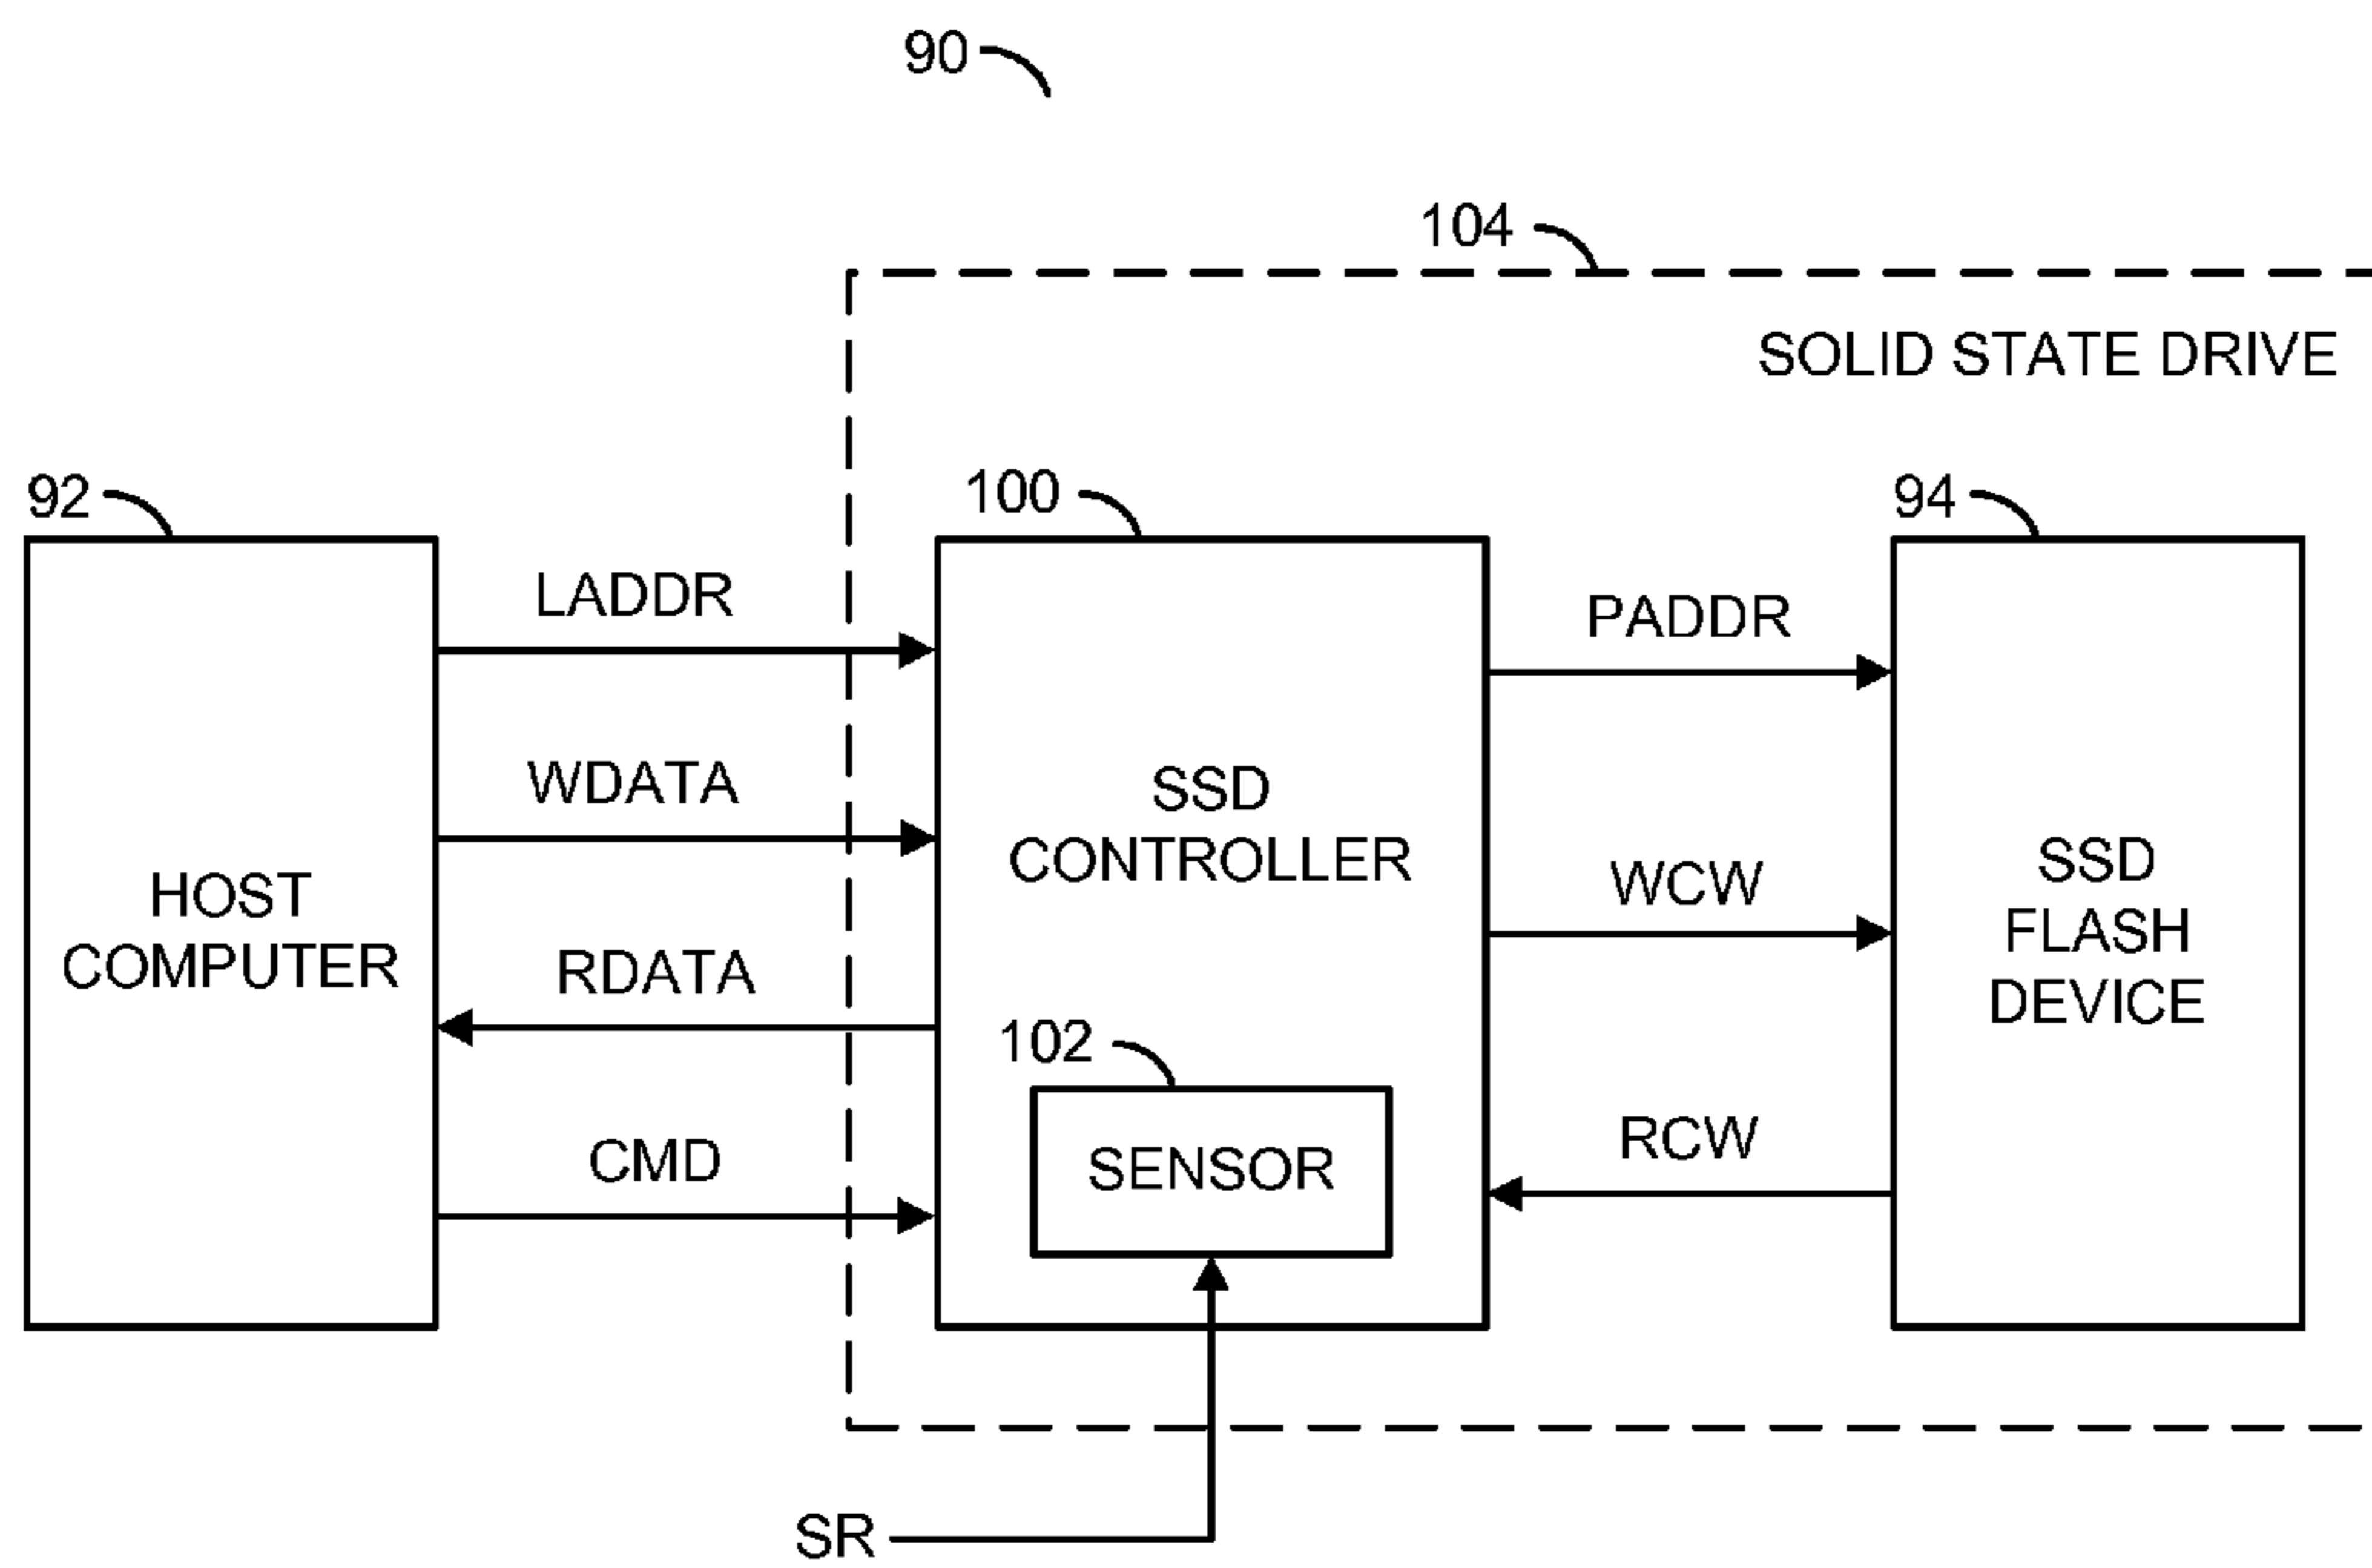 90
104
SOLID STATE DRIVE
92
100
94
LADDR
PADDR
WDATA
SSD
CONTROLLER
WCW
SSD
FLASH
DEVICE
HOST
COMPUTER
RDATA
102
SENSOR
RCW
CMD
SR